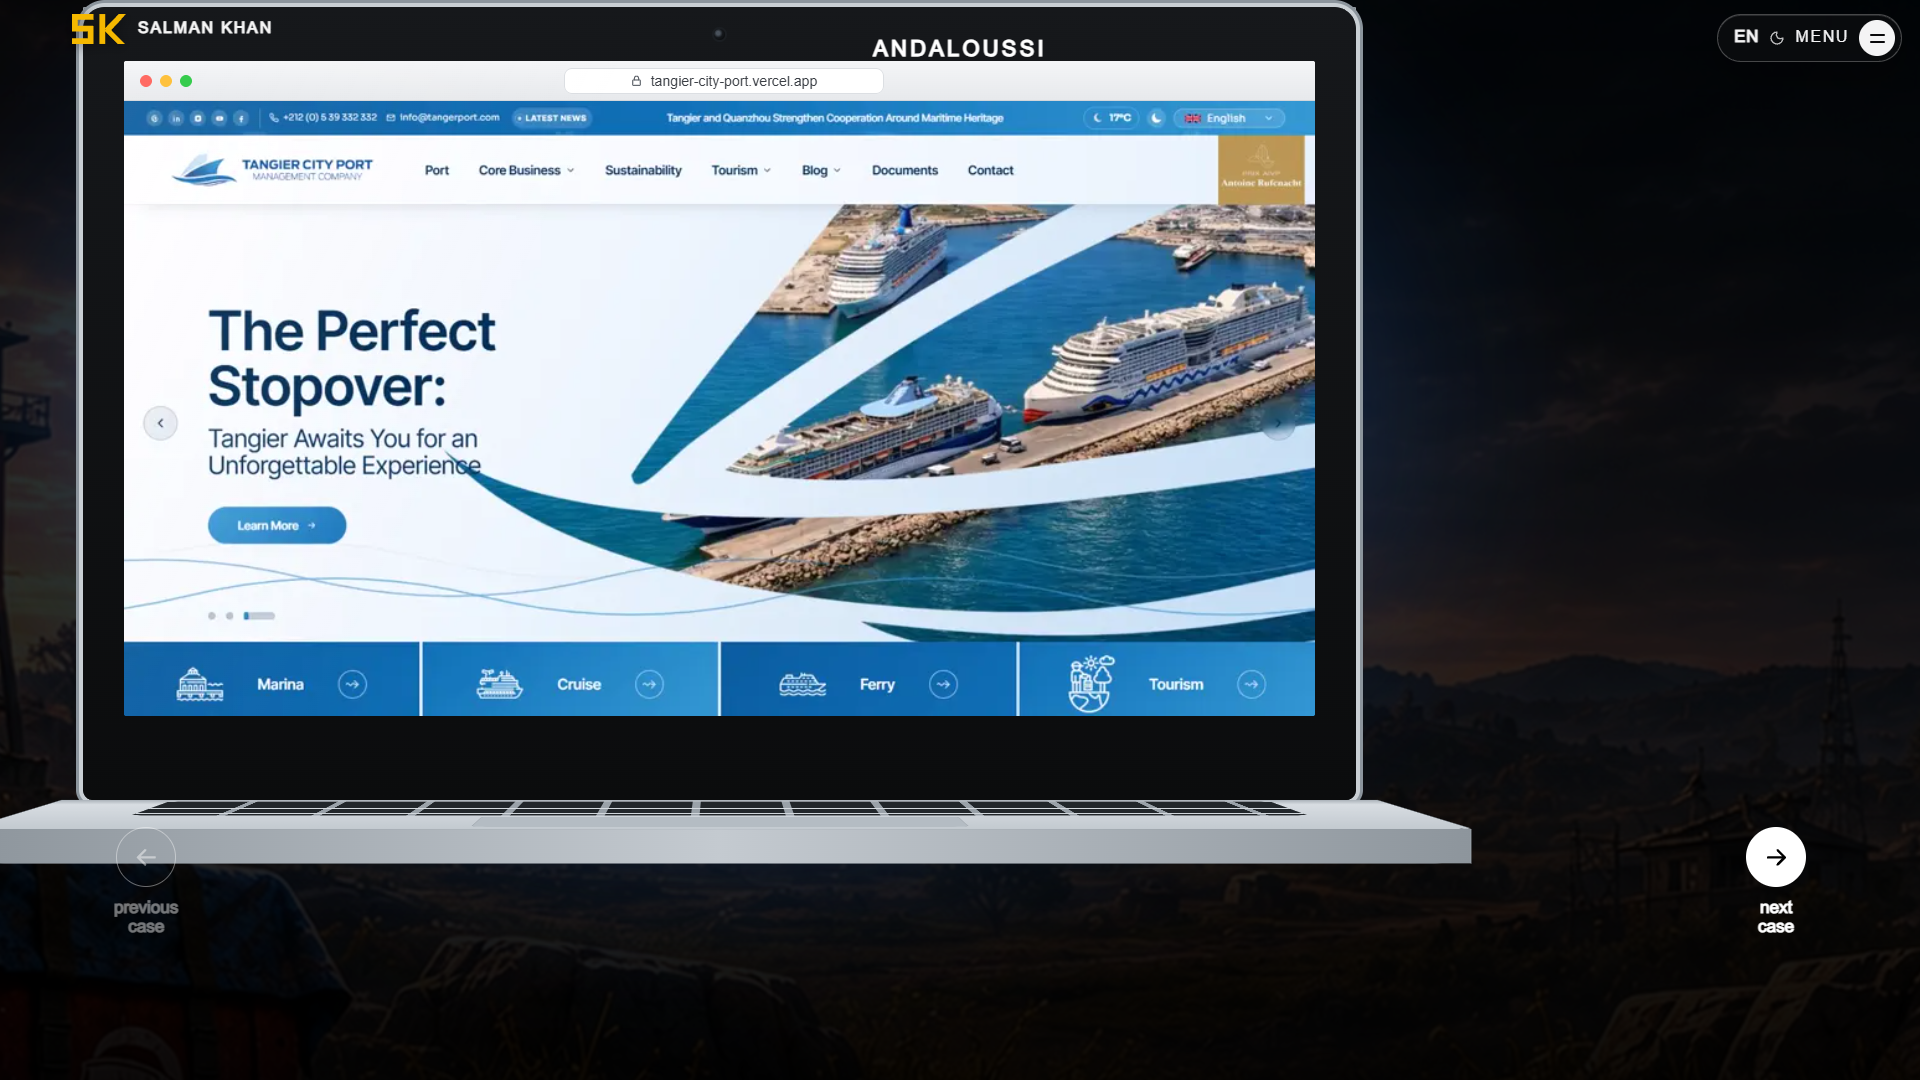 SK SALMAN KHAN
ANDALOUSSI
EN MENU
tangier-city-port.vercel.app
+212 (0) 5 39 332 332 info@tangerport.com • LATEST NEWS Tangier and Quanzhou Strengthen Cooperation Around Maritime Heritage 17°C English
TANGIER CITY PORT
MANAGEMENT COMPANY
Port Core Business Sustainability Tourism Blog Documents Contact
Antoine Rufenacht
The Perfect
Stopover:
Tangier Awaits You for an
Unforgettable Experience
Learn More
Marina Cruise Ferry Tourism
previous
case
next
case